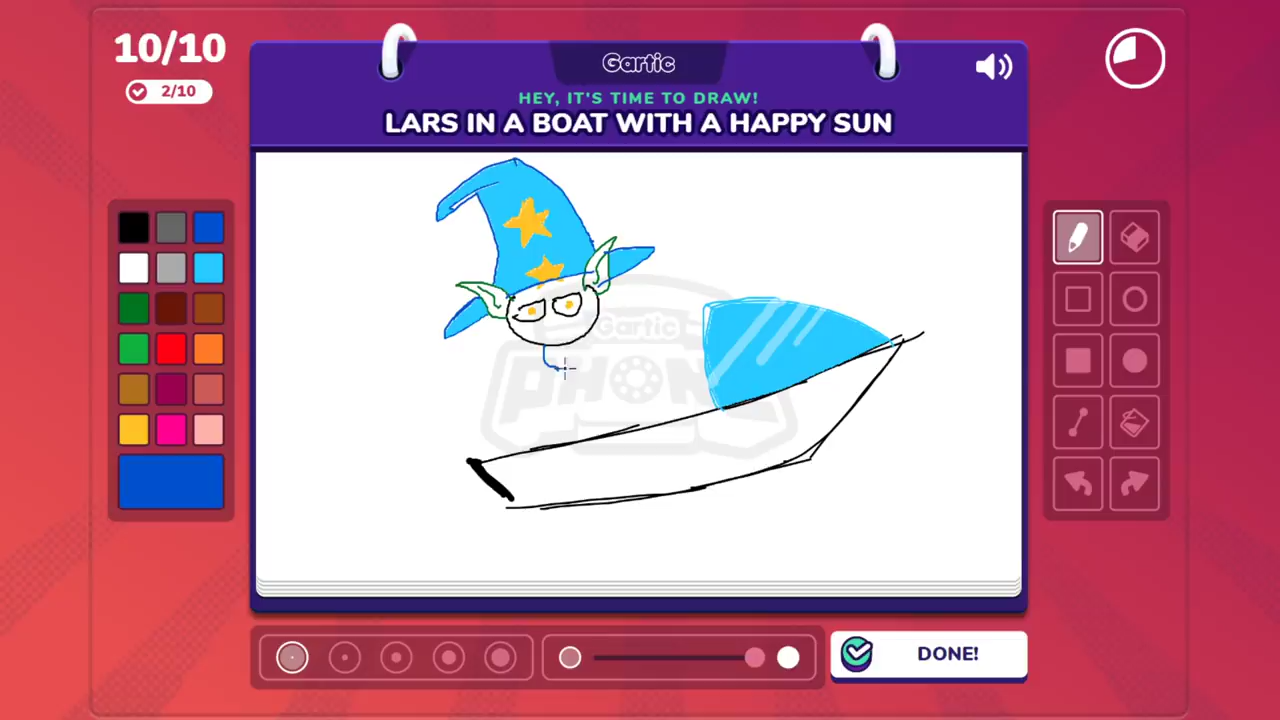 10/10
2/10
Gartic
HEY, IT'S TIME TO DRAW!
LARS IN A BOAT WITH A HAPPY SUN
Gartic
PHONE
DONE!